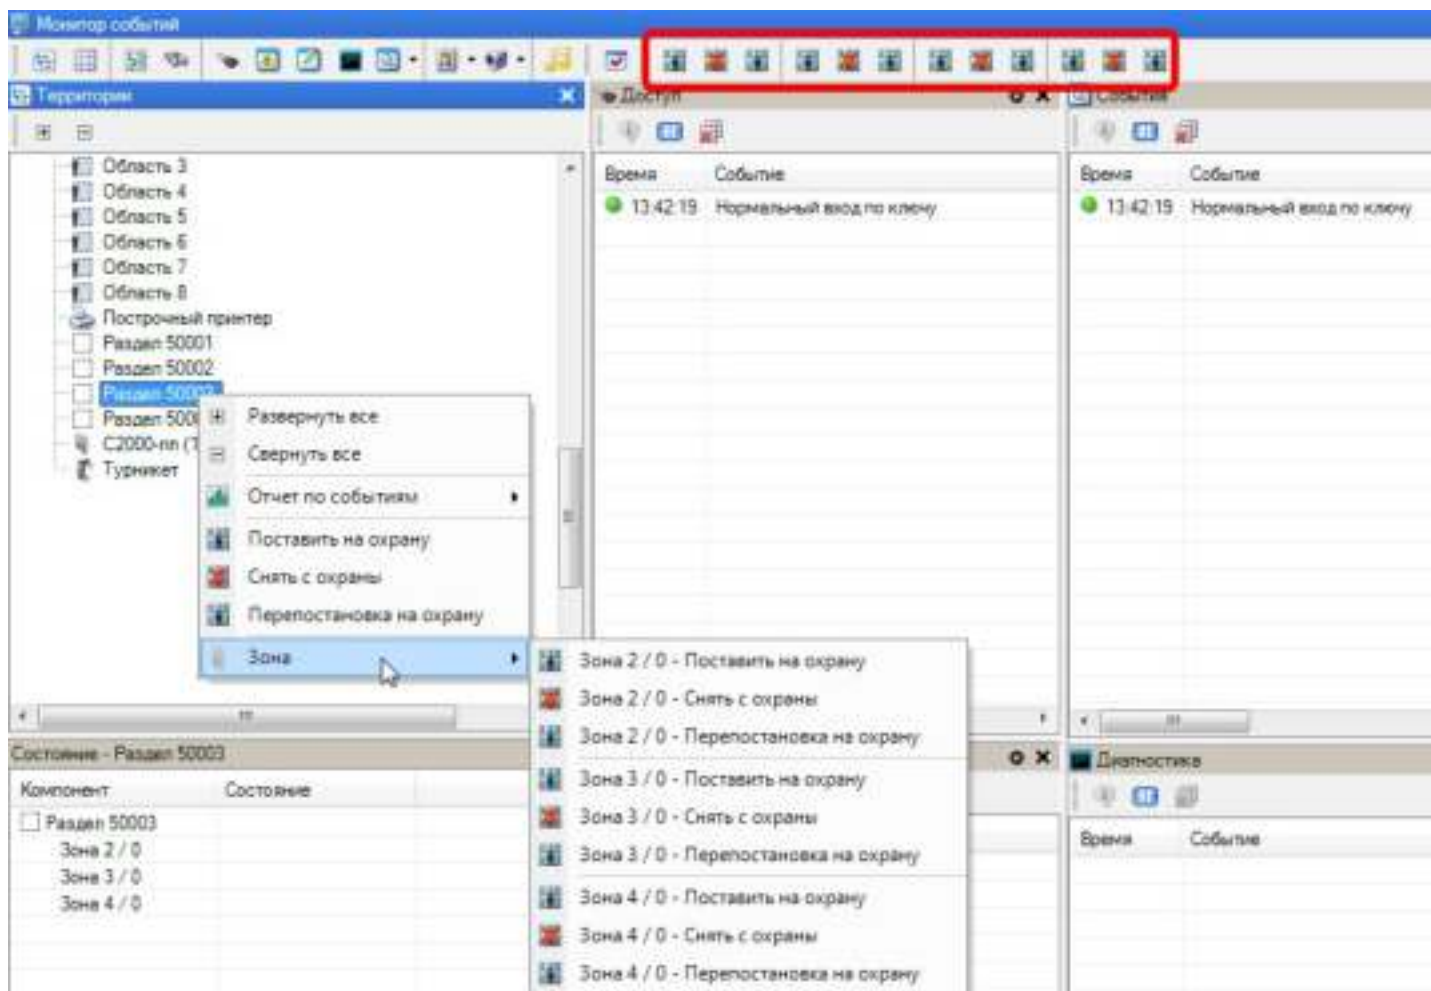 Монитор событий
Территории
Доступ
События
Время Событие
13:42:19 Нормальный вход по ключу
Время Событие
13:42:19 Нормальный вход по ключу
Область 3
Область 4
Область 5
Область 6
Область 7
Область 8
Построчный принтер
Раздел 50001
Раздел 50002
Раздел 50003
Раздел 500
С2000-пп (Т
Турникет
Развернуть все
Свернуть все
Отчет по событиям
Поставить на охрану
Снять с охраны
Перепостановка на охрану
Зона
Зона 2 / 0 - Поставить на охрану
Зона 2 / 0 - Снять с охраны
Зона 2 / 0 - Перепостановка на охрану
Зона 3 / 0 - Поставить на охрану
Зона 3 / 0 - Снять с охраны
Зона 3 / 0 - Перепостановка на охрану
Зона 4 / 0 - Поставить на охрану
Зона 4 / 0 - Снять с охраны
Зона 4 / 0 - Перепостановка на охрану
Состояние - Раздел 50003
Компонент Состояние
Раздел 50003
Зона 2 / 0
Зона 3 / 0
Зона 4 / 0
Диагностика
Время Событие